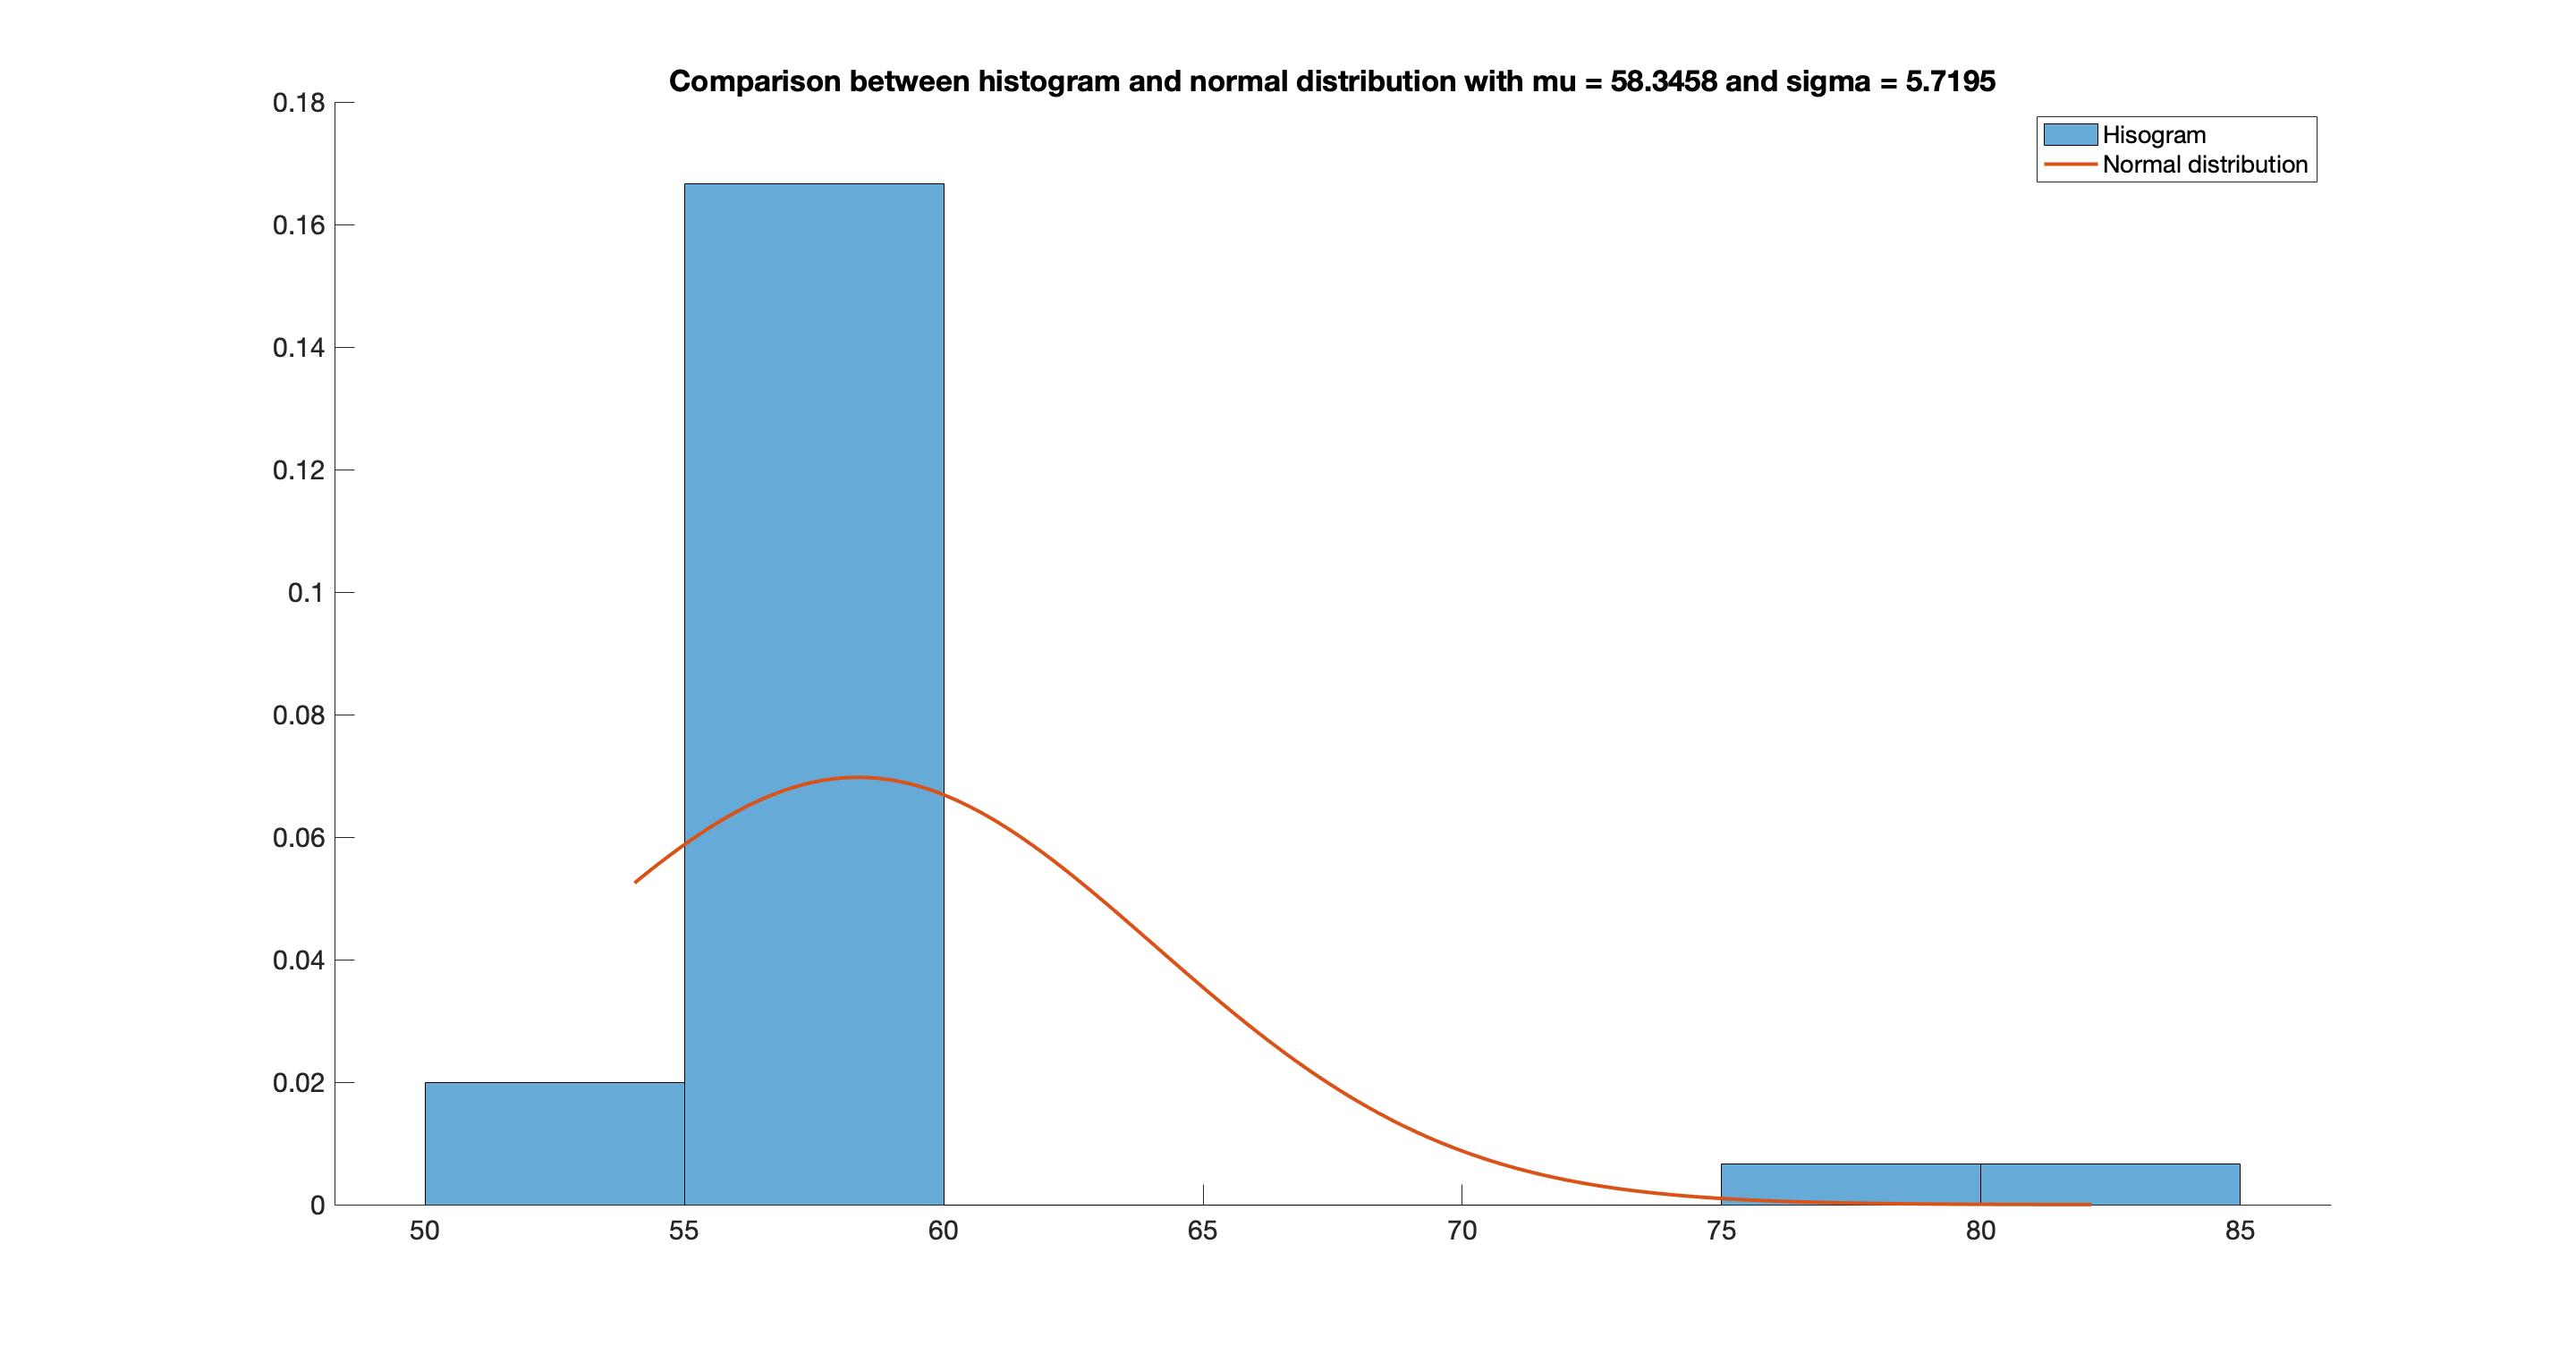 Comparison between histogram and normal distribution with mu = 58.3458 and sigma = 5.7195
0.18
Hisogram
Normal distribution
0.16
0.14
0.12
0.1
0.08
0.06
0.04
0.02
0
50 55 60 65 70 75 80 85